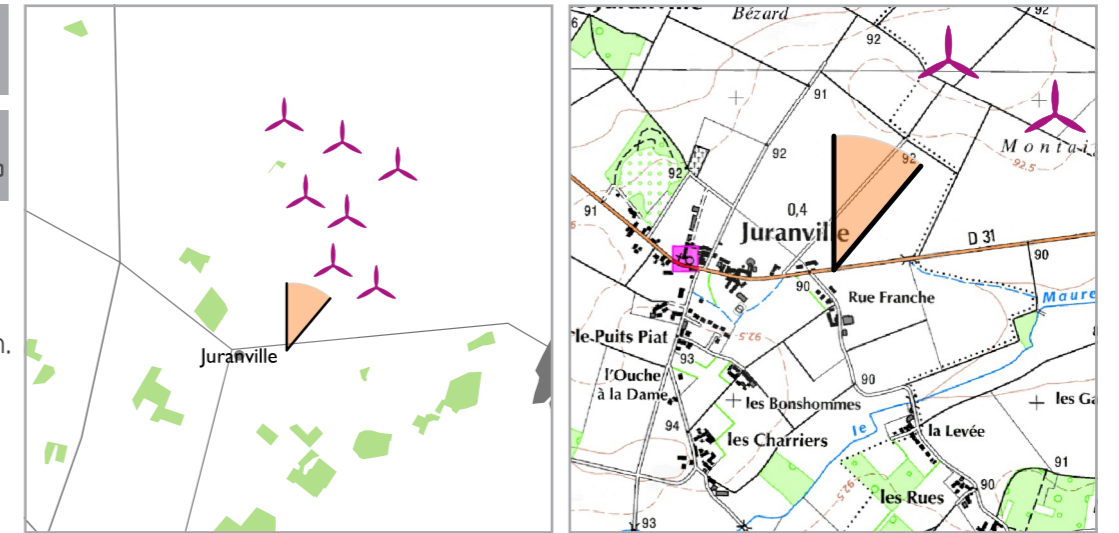 n.
Juranville
Bézard
92
92
91
92
92
Montai
92.5
91
0,4
Juranville
D 31
90
90
Rue Franche
Maure
le Puits Piat
92.5
93
l'Ouche
à la Dame
90
les Bonshommes
les Ga
94
les Charriers
le
la Levée
91
92.5
90
les Rues
93